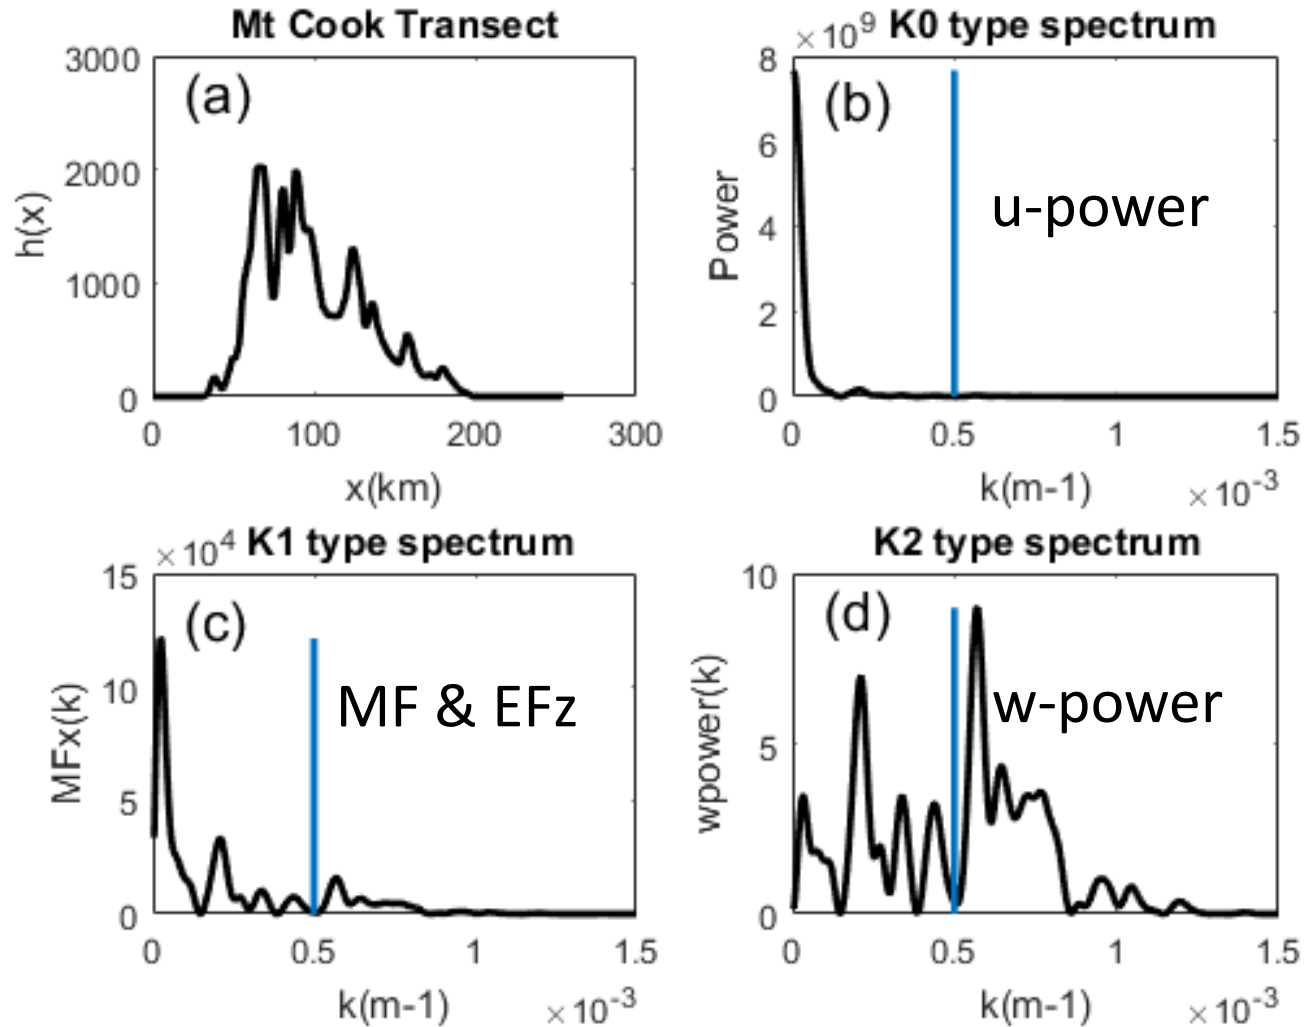 Mt Cook Transect
(a)
3000
2000
1000
0
h(x)
0 100 200 300
x(km)
×10⁹ K0 type spectrum
(b)
8
6
4
2
0
Power
u-power
0 0.5 1 1.5
k(m-1) ×10⁻³
×10⁴ K1 type spectrum
(c)
15
10
5
0
MFx(k)
MF & EFz
0 0.5 1 1.5
k(m-1) ×10⁻³
K2 type spectrum
(d)
10
5
0
wpower(k)
w-power
0 0.5 1 1.5
k(m-1) ×10⁻³